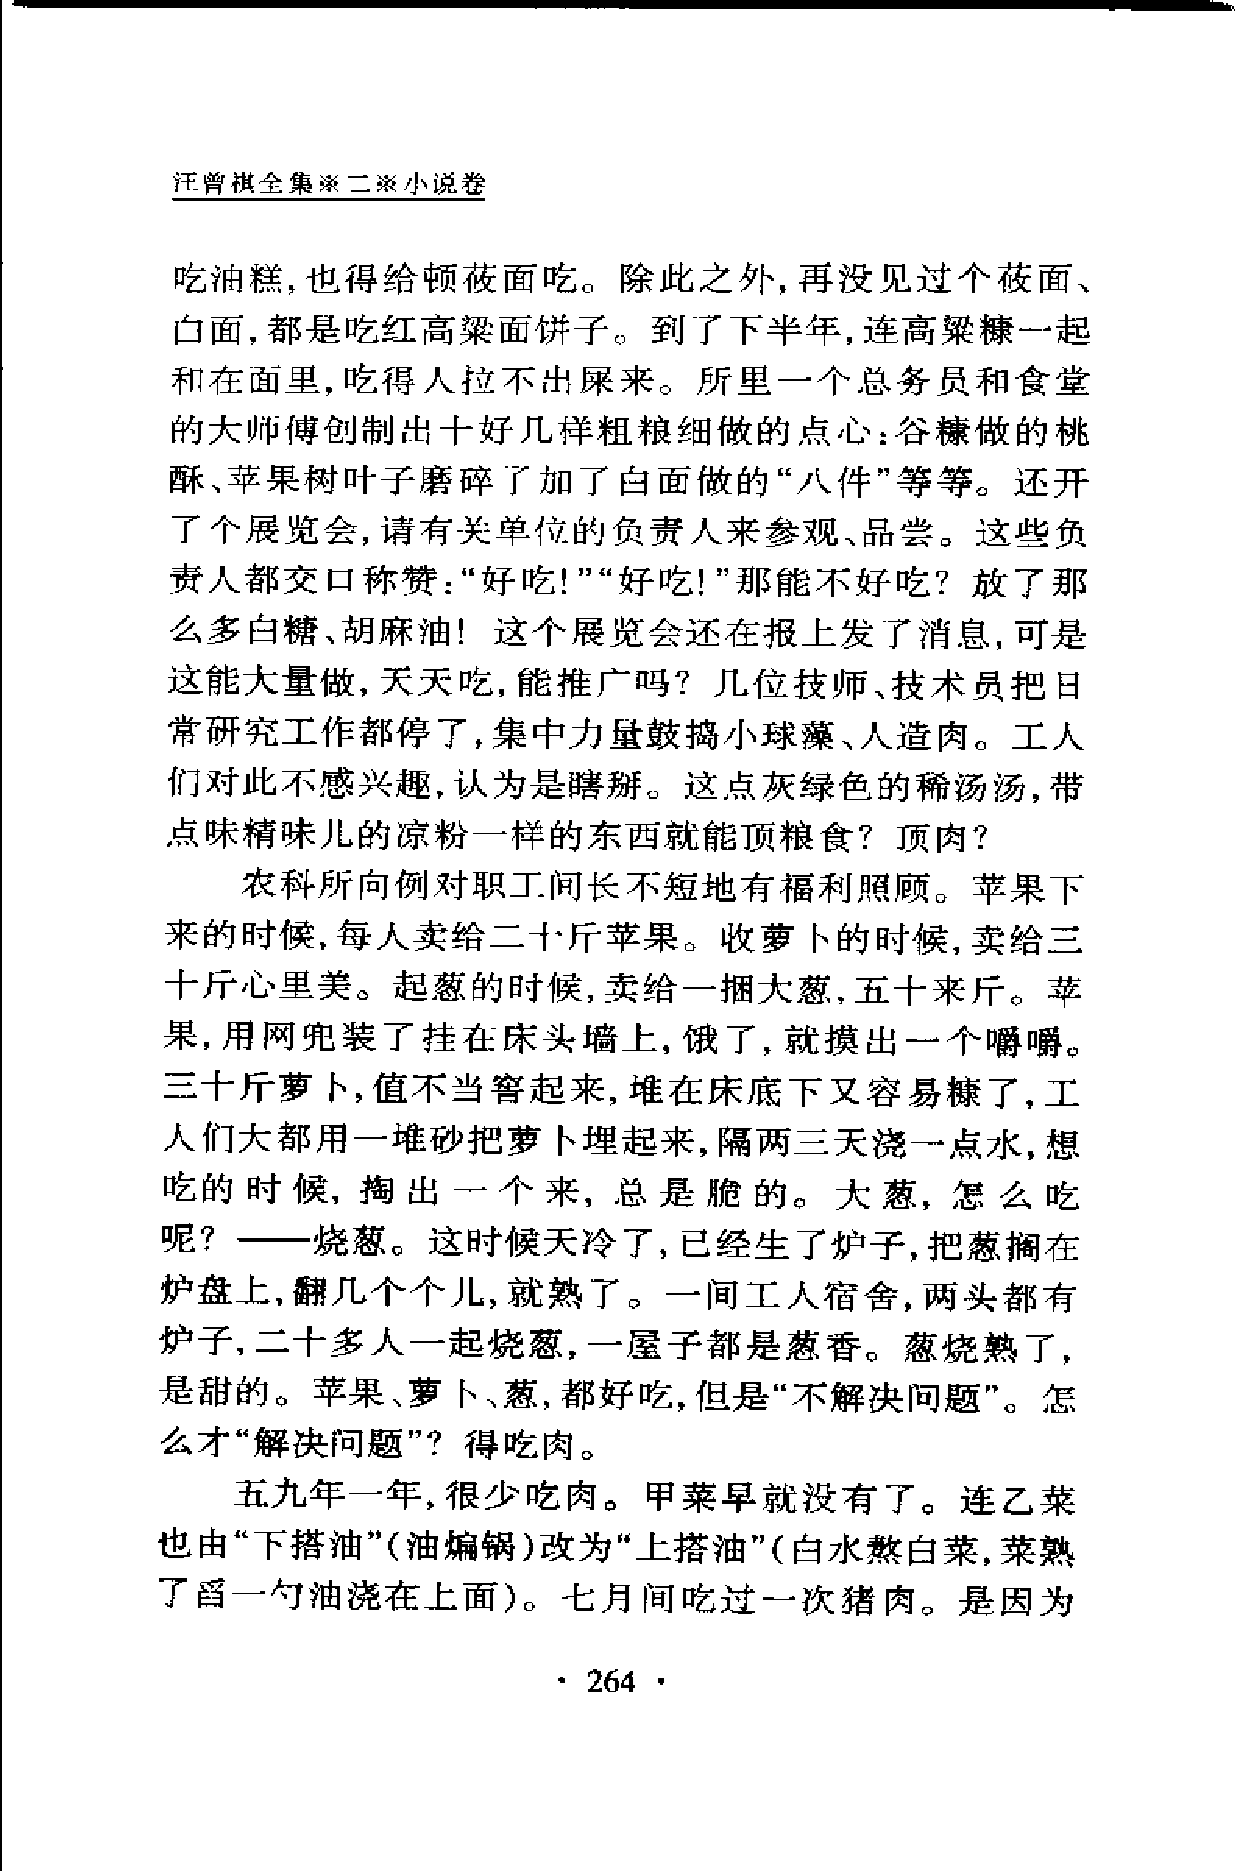 汪曾祺全集※二※小说卷
吃油糕,也得给顿莜面吃。除此之外,再没见过个莜面、
白面,都是吃红高粱面饼子。到了下半年,连高粱糠一起
和在面里,吃得人拉不出屎来。所里一个总务员和食堂
的大师傅创制出十好几样粗粮细做的点心:谷糠做的桃
酥、苹果树叶子磨碎了加了白面做的“八件”等等。还开
了个展览会,请有关单位的负责人来参观、品尝。这些负
责人都交口称赞:“好吃!”“好吃!”那能不好吃?放了那
么多白糖、胡麻油!这个展览会还在报上发了消息,可是
这能大量做,天天吃,能推广吗?几位技师、技术员把日
常研究工作都停了,集中力量鼓捣小球藻、人造肉。工人
们对此不感兴趣,认为是瞎掰。这点灰绿色的稀汤汤,带
点味精味儿的凉粉一样的东西就能顶粮食?顶肉?
农科所向例对职工间长不短地有福利照顾。苹果下
来的时候,每人卖给二十斤苹果。收萝卜的时候,卖给三
十斤心里美。起葱的时候,卖给一捆大葱,五十来斤。苹
果,用网兜装了挂在床头墙上,饿了,就摸出一个嚼嚼。
三十斤萝卜,值不当窖起来,堆在床底下又容易糠了,工
人们大都用一堆砂把萝卜埋起来,隔两三天浇一点水,想
吃的时候,掏出一个来,总是脆的。大葱,怎么吃
呢?——烧葱。这时候天冷了,已经生了炉子,把葱搁在
炉盘上,翻几个个儿,就熟了。一间工人宿舍,两头都有
炉子,二十多人一起烧葱,一屋子都是葱香。葱烧熟了,
是甜的。苹果、萝卜、葱,都好吃,但是“不解决问题”。怎
么才“解决问题”?得吃肉。
五九年一年,很少吃肉。甲菜早就没有了。连乙菜
也由“下搭油”(油煸锅)改为“上搭油”(白水熬白菜,菜熟
了舀一勺油浇在上面)。七月间吃过一次猪肉。是因为
· 264 ·